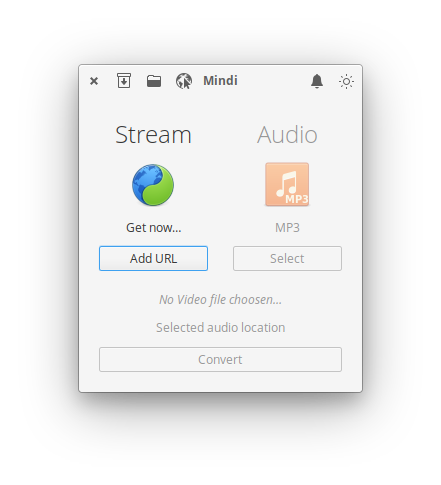 Mindi
Stream Audio
MP3
Get now... MP3
Add URL Select
No Video file choosen...
Selected audio location
Convert